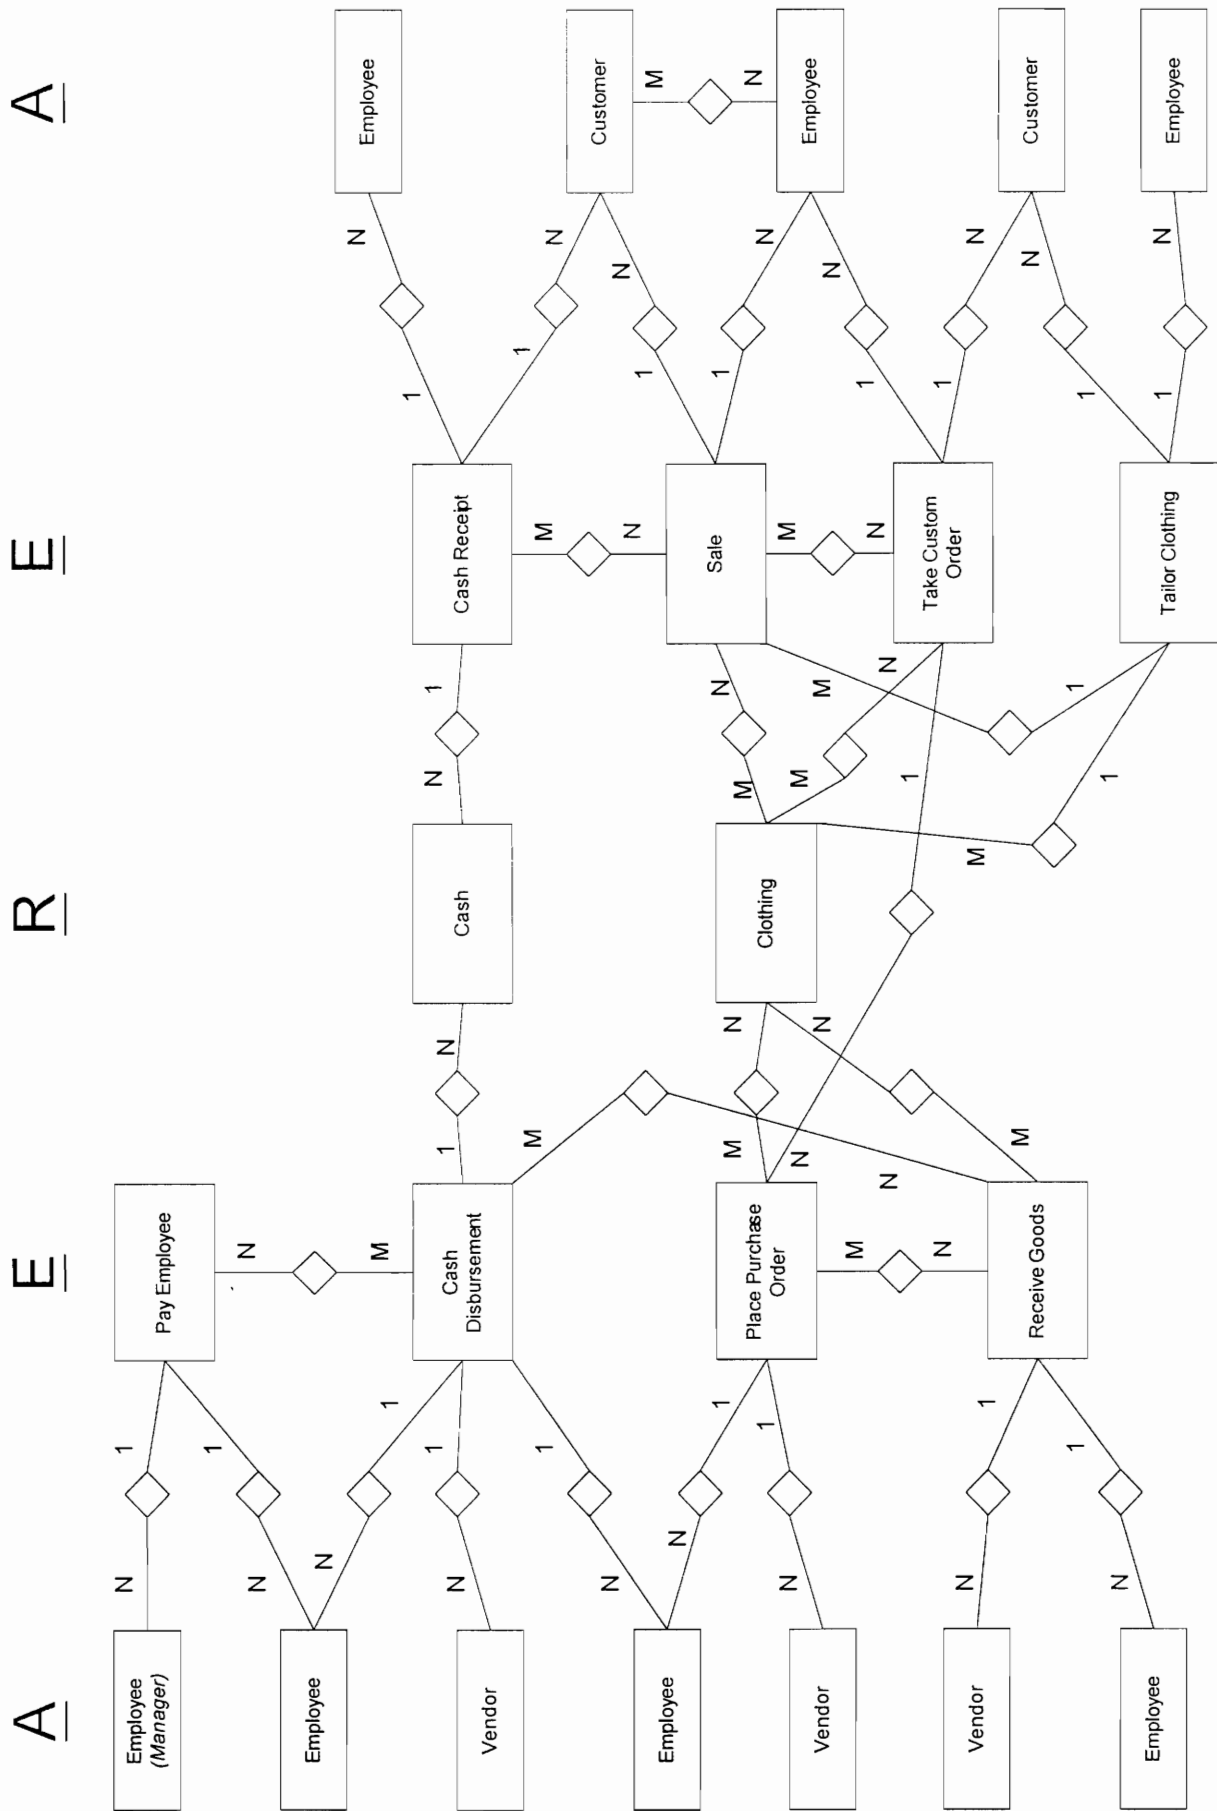 A
E
R
E
A
Employee
(Manager)
N
1
Pay Employee
N
1
N
M
Employee
N
1
Vendor
N
1
Cash
Disbursement
1
N
Cash
N
1
Cash Receipt
1
N
Employee
1
N
M
N
Employee
N
1
M
N
Customer
N
1
M
N
Sale
1
N
Employee
N
1
M
N
N
1
Vendor
N
1
Place Purchase
Order
M
N
Clothing
M
N
M
N
M
N
N
1
Take Custom
Order
1
N
Customer
N
1
Vendor
N
1
Receive Goods
M
N
M
1
M
1
Tailor Clothing
1
N
Employee
Employee
N
1